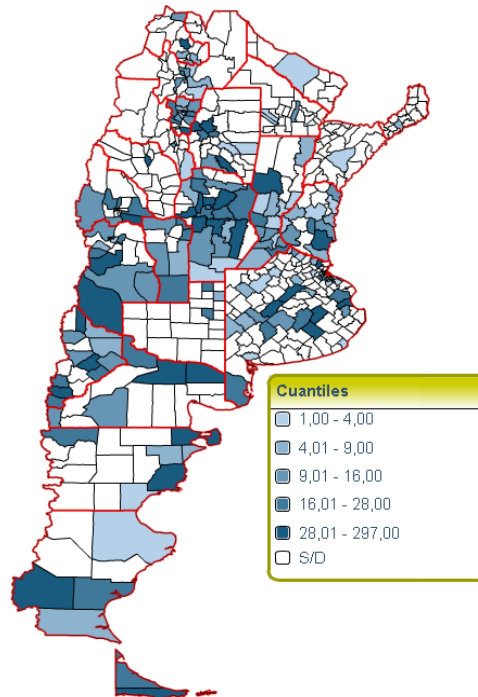 Cuantiles
1,00 - 4,00
4,01 - 9,00
9,01 - 16,00
16,01 - 28,00
28,01 - 297,00
S/D